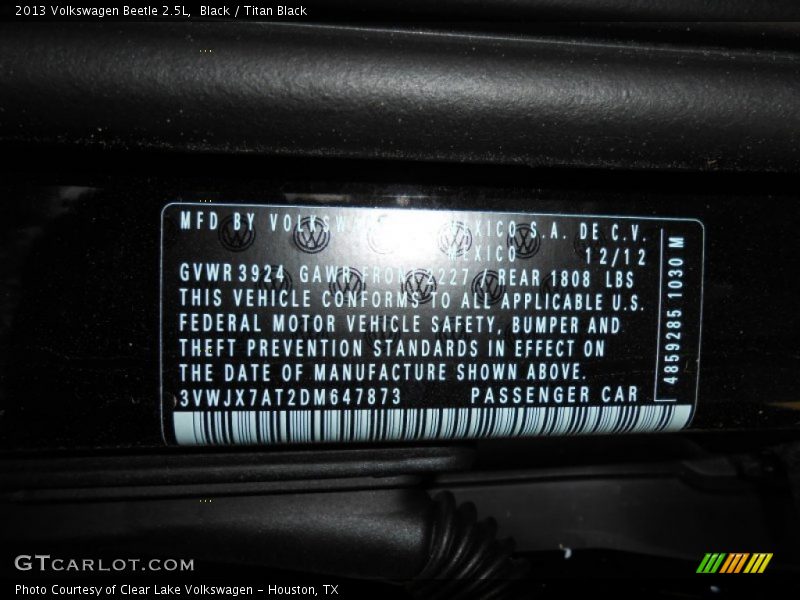 2013 Volkswagen Beetle 2.5L, Black / Titan Black
MFD BY VOLKSWA XICO S.A. DE C.V.
MEXICO 12/12
GVWR 3924 GAWR FRONT 2227 / REAR 1808 LBS
THIS VEHICLE CONFORMS TO ALL APPLICABLE U.S.
FEDERAL MOTOR VEHICLE SAFETY, BUMPER AND
THEFT PREVENTION STANDARDS IN EFFECT ON
THE DATE OF MANUFACTURE SHOWN ABOVE.
3VWJX7AT2DM647873 PASSENGER CAR
4859285 1030 M
GTCARLOT.COM
Photo Courtesy of Clear Lake Volkswagen - Houston, TX